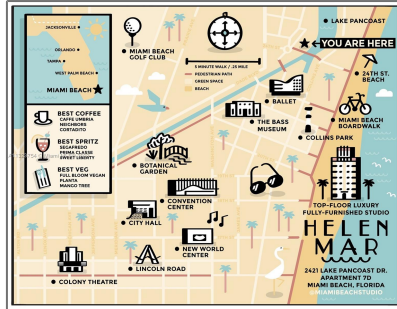 JACKSONVILLE
ORLANDO
TAMPA
WEST PALM BEACH
MIAMI BEACH
BEST COFFEE
CAFFE UMBRIA
NEIGHBORS
CORTADITO
BEST SPRITZ
SEGAFREDO
PRIMA CLASSE
SWEET LIBERTY
BEST VEG
FULL BLOOM VEGAN
PLANTA
MANGO TREE
MIAMI BEACH
GOLF CLUB
5 MINUTE WALK / .25 MILE
PEDESTRIAN PATH
GREEN SPACE
BEACH
LAKE PANCOAST
YOU ARE HERE
24TH ST.
BEACH
BALLET
THE BASS
MUSEUM
MIAMI BEACH
BOARDWALK
COLLINS PARK
BOTANICAL
GARDEN
CONVENTION
CENTER
CITY HALL
NEW WORLD
CENTER
LINCOLN ROAD
COLONY THEATRE
TOP-FLOOR LUXURY
FULLY-FURNISHED STUDIO
HELEN
MAR
2421 LAKE PANCOAST DR.
APARTMENT 7D
MIAMI BEACH, FLORIDA
@MIAMIBEACHSTUDIO